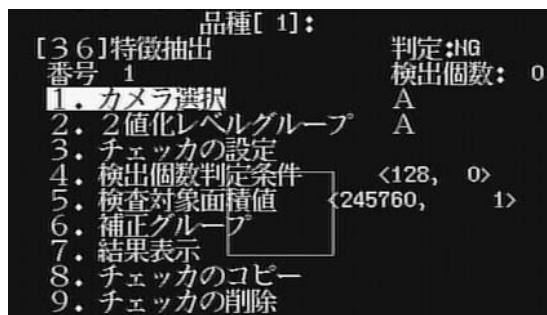 品種[ 1]:
[36]特徴抽出 判定:NG
番号 1 検出個数: 0
1. カメラ選択 A
2. 2値化レベルグループ A
3. チェッカの設定
4. 検出個数判定条件 <128, 0>
5. 検査対象面積値 <245760, 1>
6. 補正グループ
7. 結果表示
8. チェッカのコピー
9. チェッカの削除